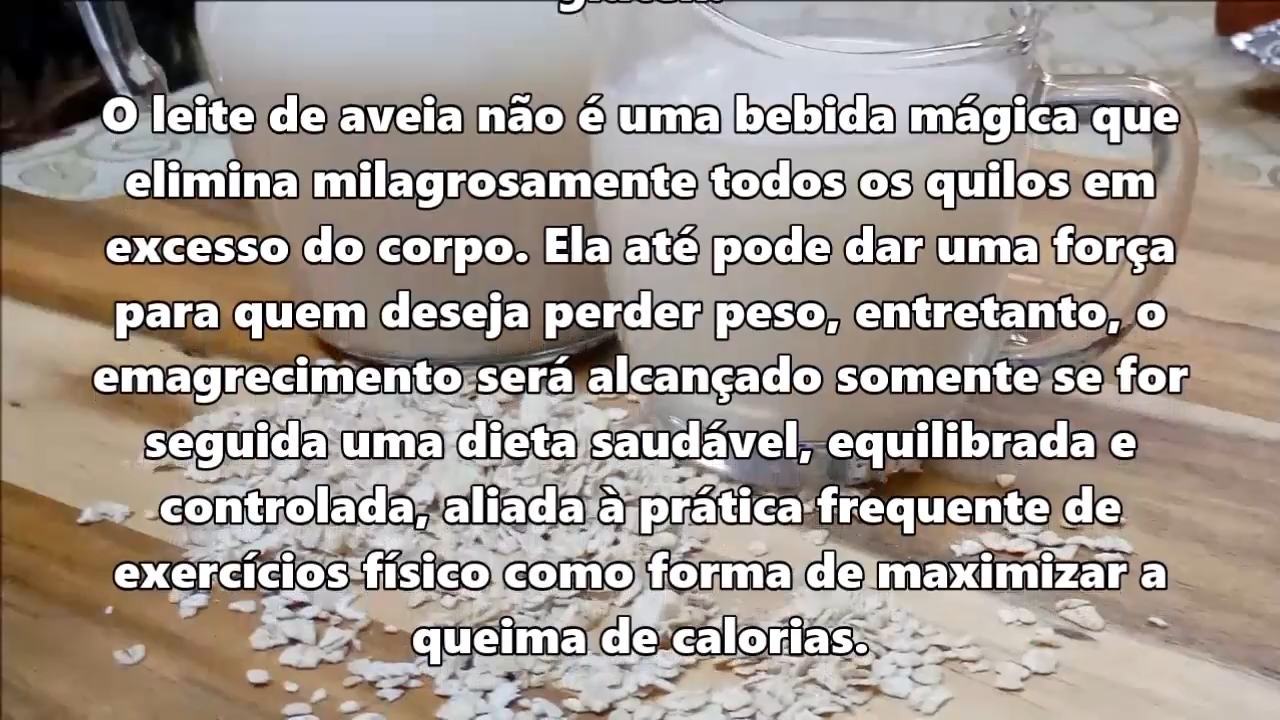 O leite de aveia não é uma bebida mágica que
elimina milagrosamente todos os quilos em
excesso do corpo. Ela até pode dar uma força
para quem deseja perder peso, entretanto, o
emagrecimento será alcançado somente se for
seguida uma dieta saudável, equilibrada e
controlada, aliada à prática frequente de
exercícios físico como forma de maximizar a
queima de calorias.